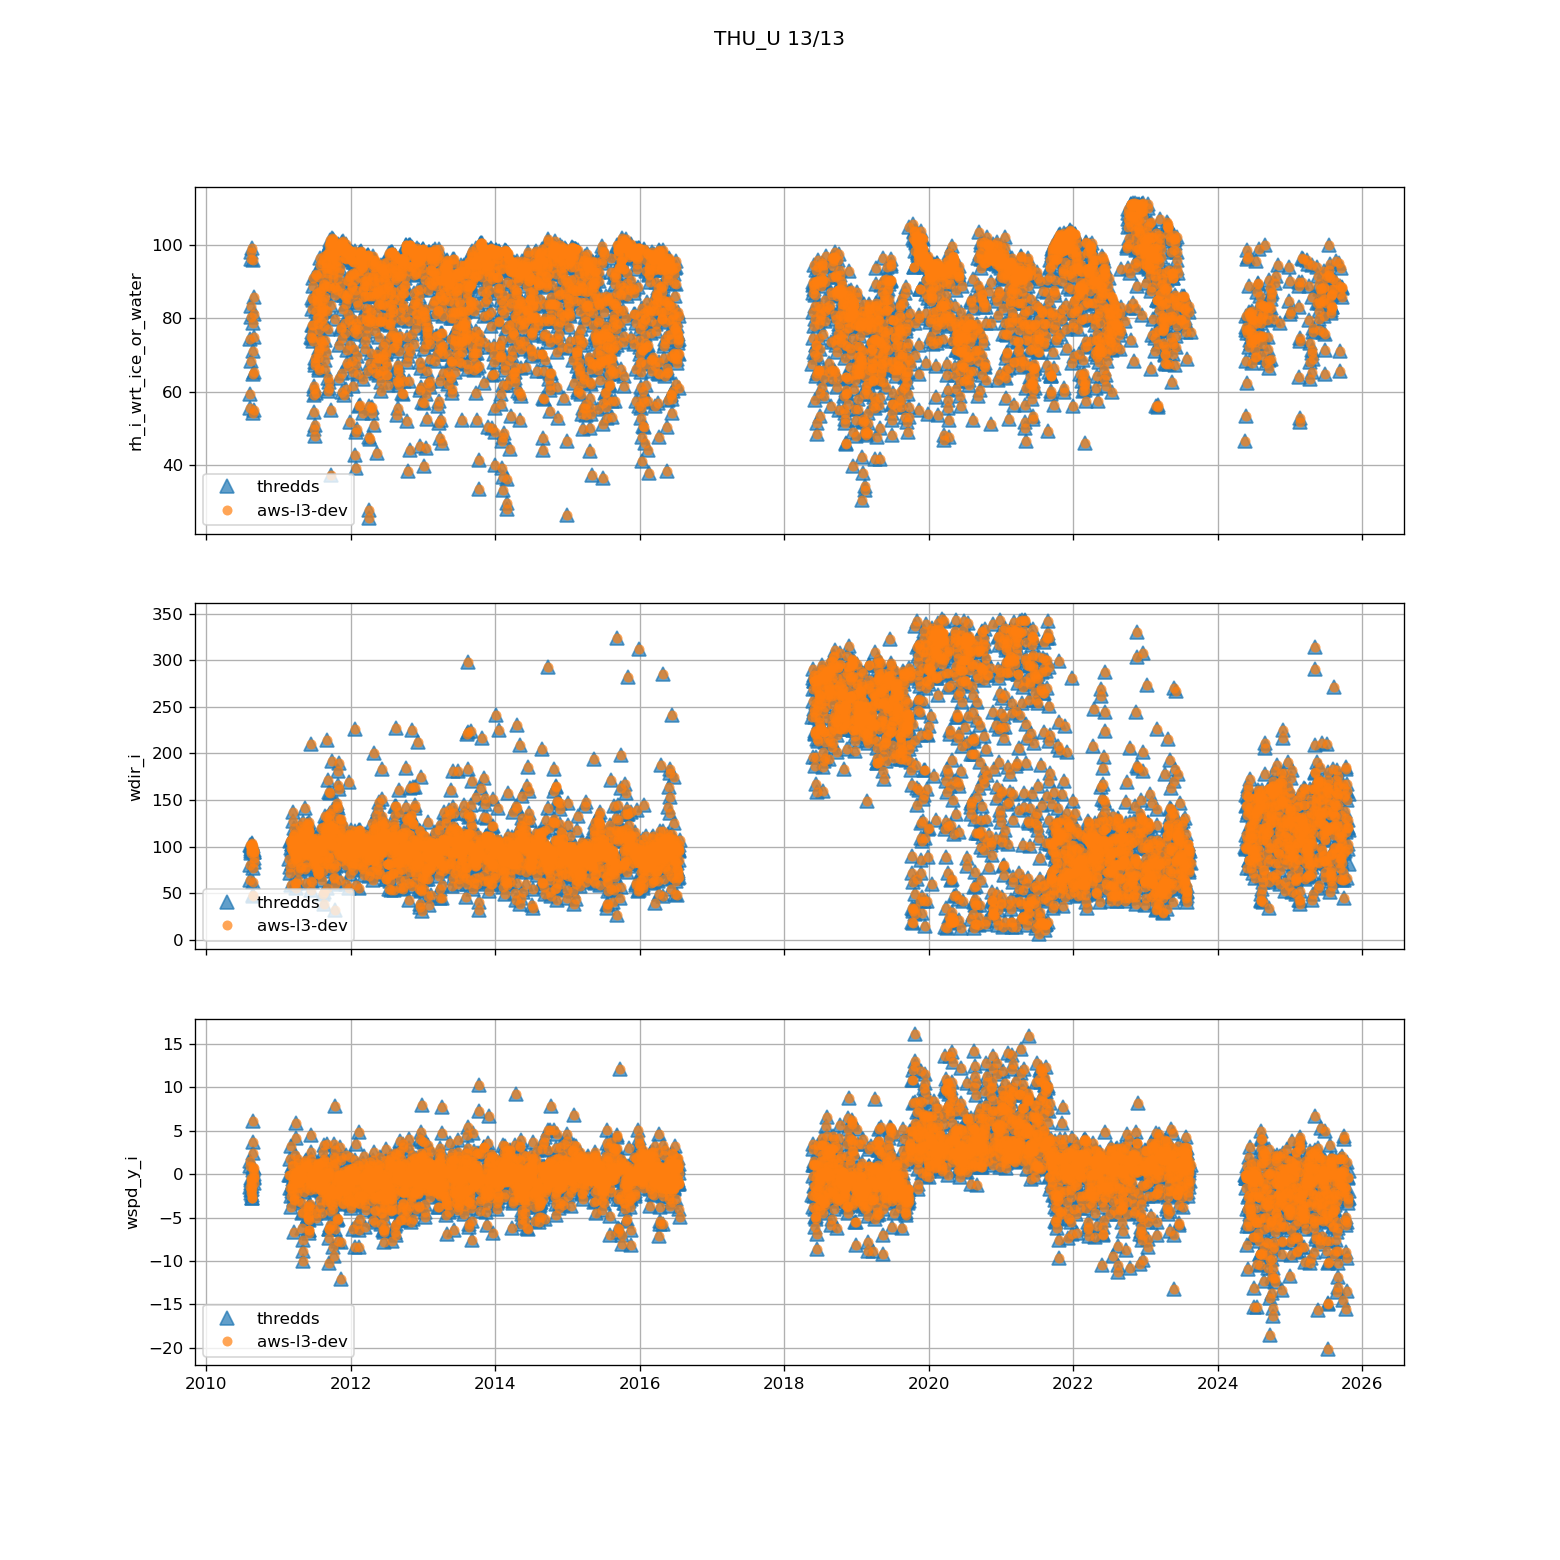 THU_U 13/13
rh_i_wrt_ice_or_water
100
80
60
40
thredds
aws-l3-dev
wdir_i
350
300
250
200
150
100
50
0
thredds
aws-l3-dev
wspd_y_i
15
10
5
0
−5
−10
−15
−20
thredds
aws-l3-dev
2010 2012 2014 2016 2018 2020 2022 2024 2026